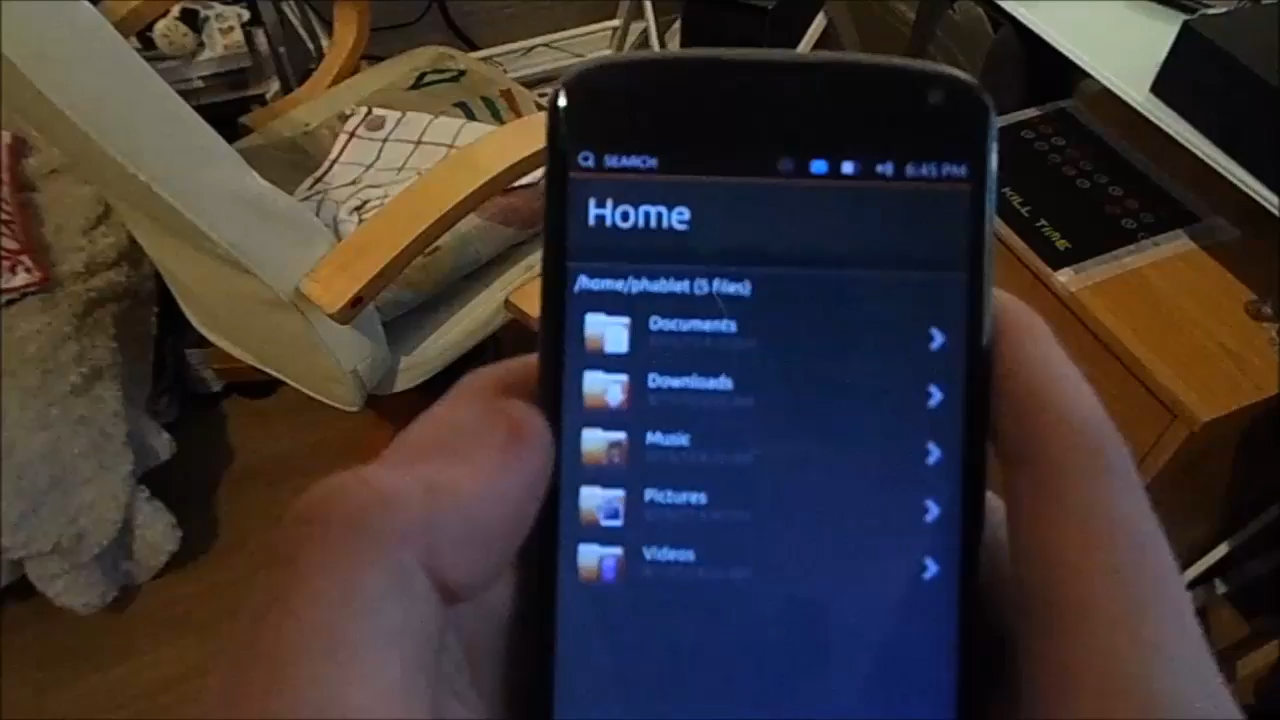 SEARCH 6:45 PM
Home
/home/phablet (5 files)
Documents
Downloads
Music
Pictures
Videos
KILL TIME